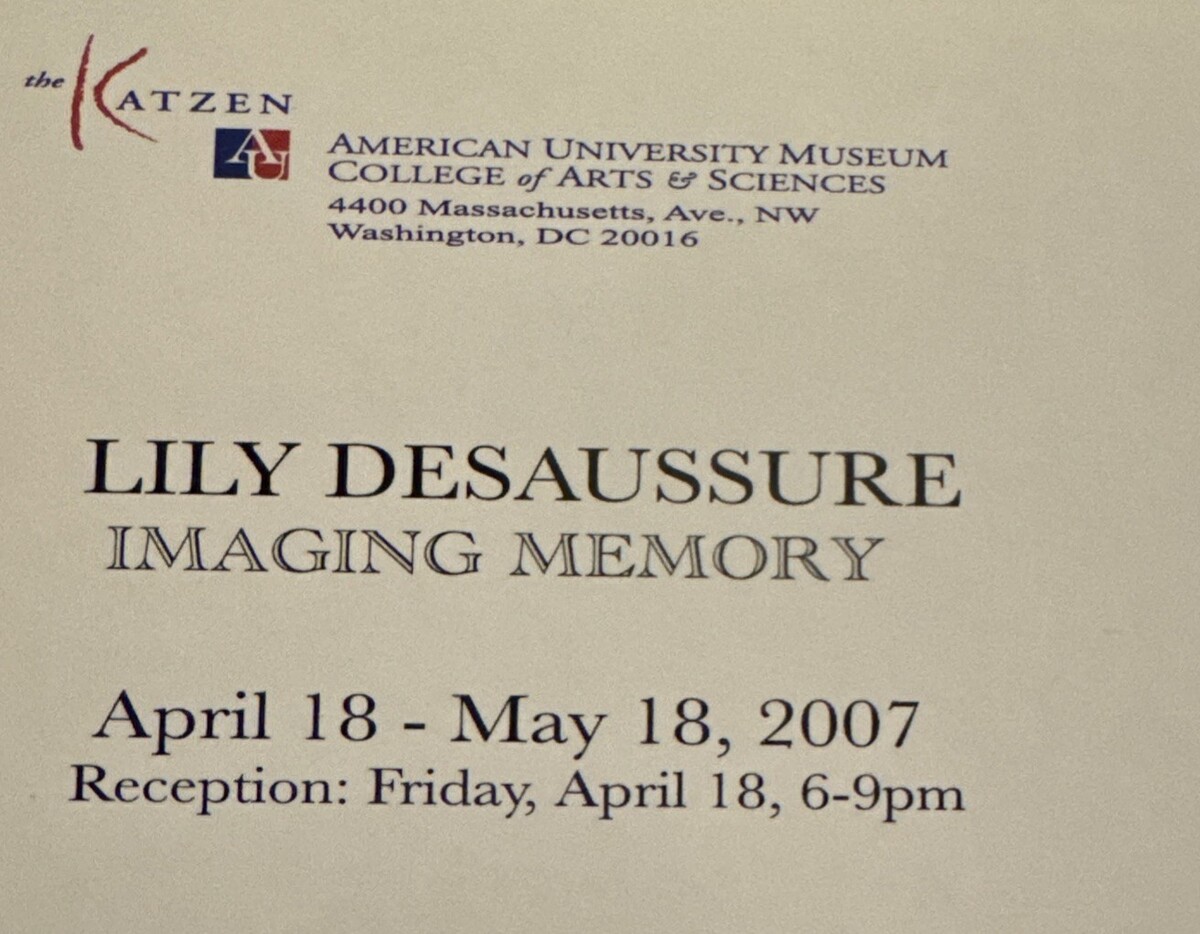 the KATZEN
AU
AMERICAN UNIVERSITY MUSEUM
COLLEGE of ARTS & SCIENCES
4400 Massachusetts, Ave., NW
Washington, DC 20016
LILY DESAUSSURE
IMAGING MEMORY
April 18 - May 18, 2007
Reception: Friday, April 18, 6-9pm